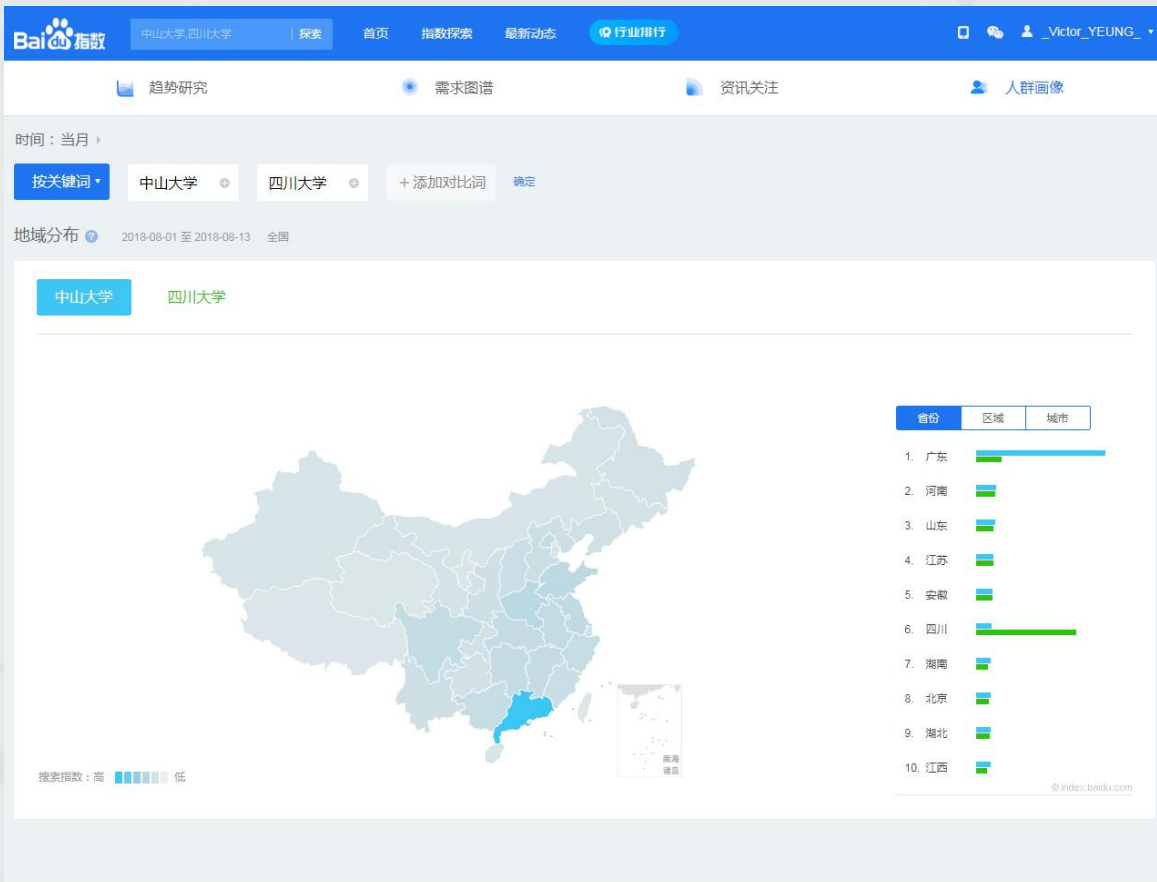 Baidu指数 中山大学,四川大学 探索 首页 指数探索 最新动态 行业排行 _Victor_YEUNG_
趋势研究 需求图谱 资讯关注 人群画像
时间：当月
按关键词 中山大学 四川大学 +添加对比词 确定
地域分布 2018-08-01 至 2018-08-13 全国
中山大学 四川大学
省份 区域 城市
1. 广东
2. 河南
3. 山东
4. 江苏
5. 安徽
6. 四川
7. 湖南
8. 北京
9. 湖北
10. 江西
南海
诸岛
搜索指数：高 低
©index.baidu.com